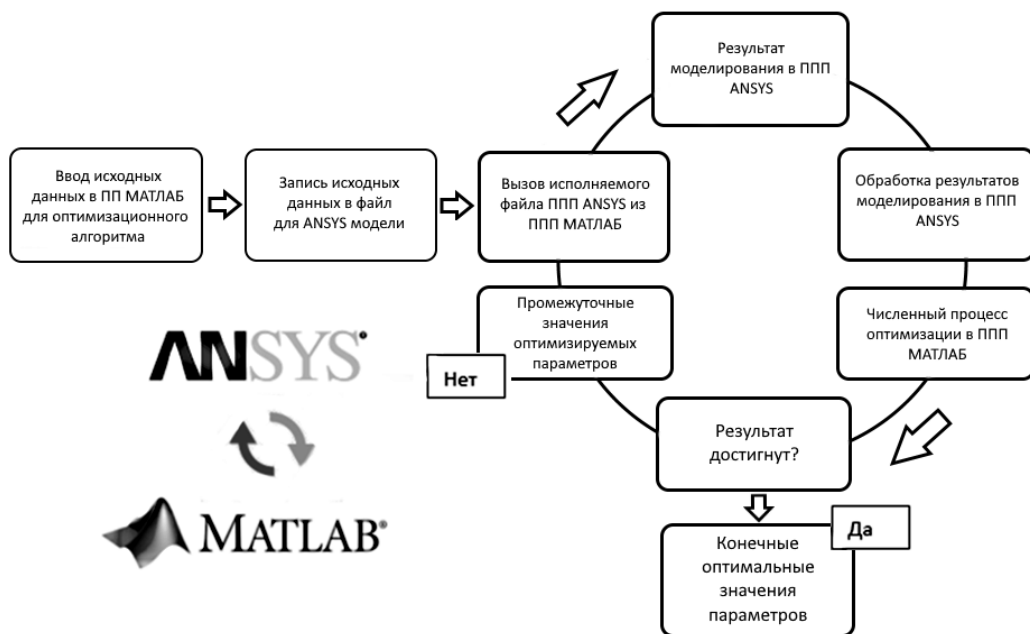 Результат
моделирования в ППП
ANSYS
Ввод исходных
данных в ПП МАТЛАБ
для оптимизационного
алгоритма
Запись исходных
данных в файл
для ANSYS модели
Вызов исполняемого
файла ППП ANSYS из
ППП МАТЛАБ
Обработка результатов
моделирования в ППП
ANSYS
Промежуточные
значения
оптимизируемых
параметров
Нет
Численный процесс
оптимизации в ППП
МАТЛАБ
Результат
достигнут?
Да
Конечные
оптимальные
значения
параметров
ANSYS®
MATLAB®